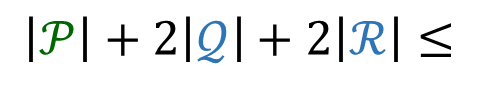 |𝒫| + 2|𝒬| + 2|ℛ| ≤